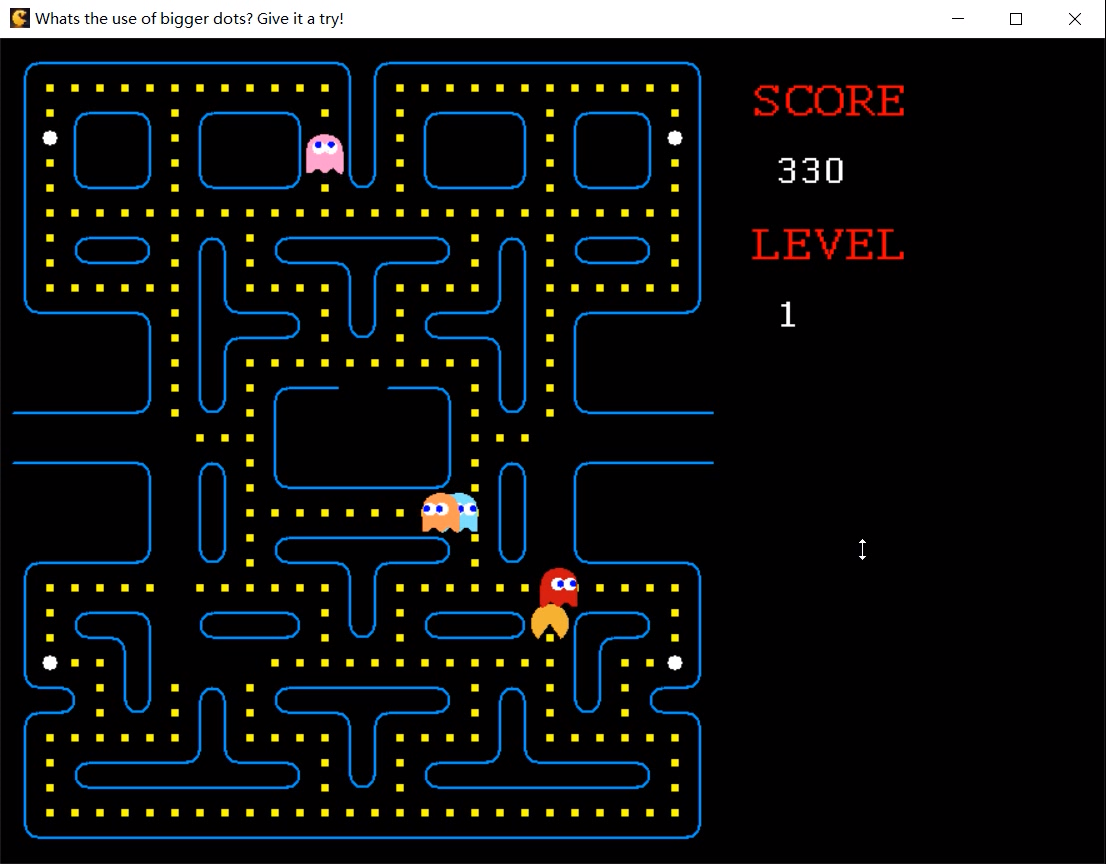 Whats the use of bigger dots? Give it a try!
SCORE
330
LEVEL
1